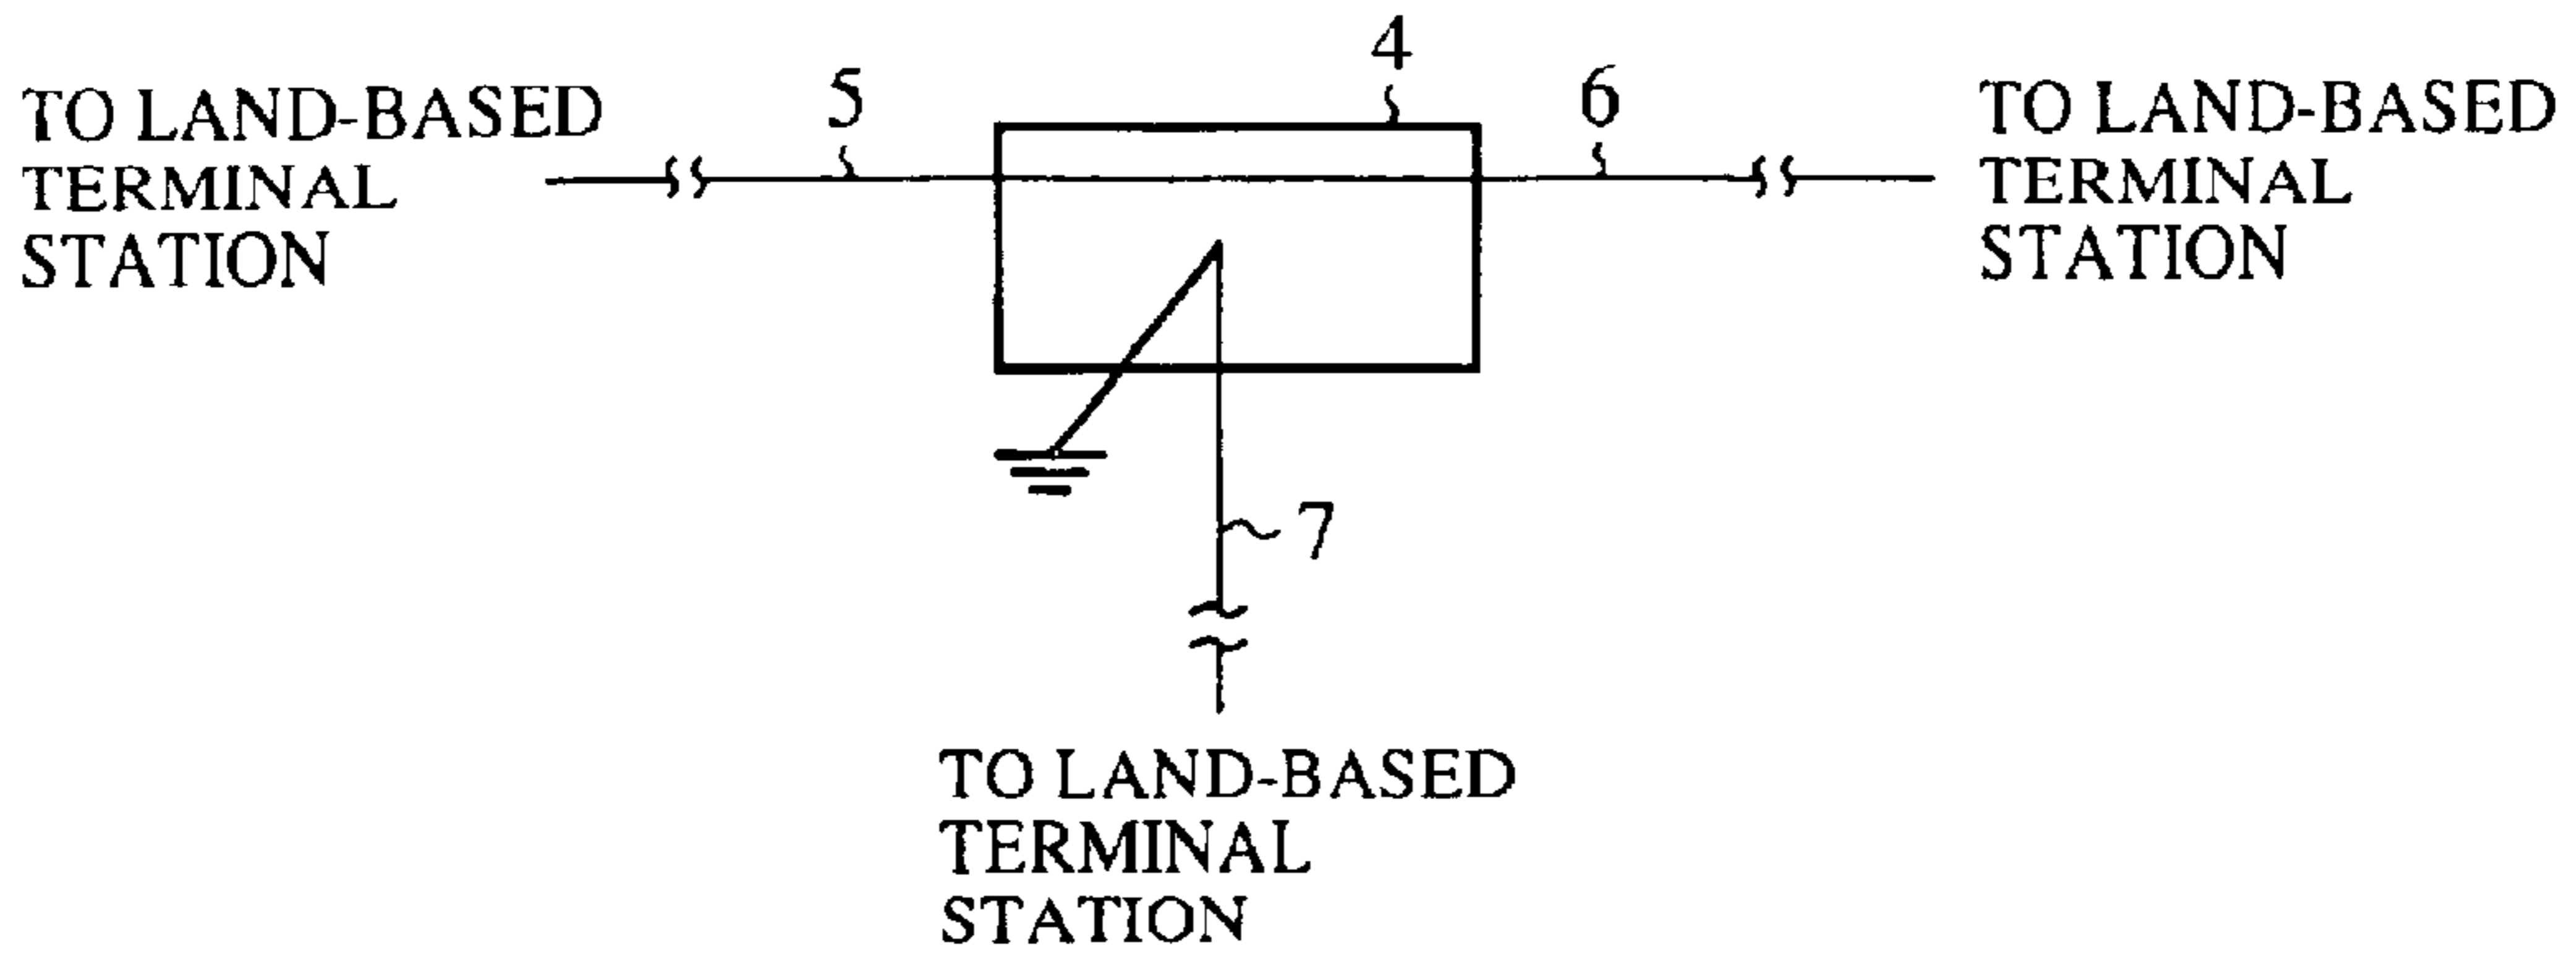 4
5
6
TO LAND-BASED
TERMINAL
STATION
TO LAND-BASED
TERMINAL
STATION
7
TO LAND-BASED
TERMINAL
STATION